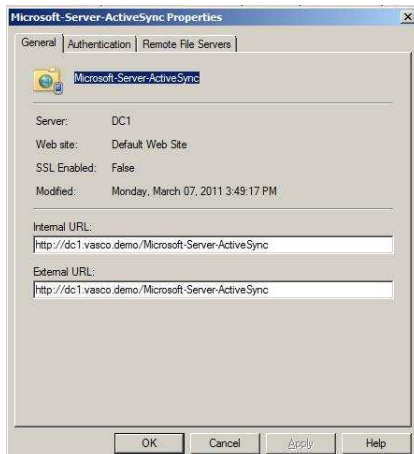 Microsoft-Server-ActiveSync Properties
General Authentication Remote File Servers
Microsoft-Server-ActiveSync
Server: DC1
Web site: Default Web Site
SSL Enabled: False
Modified: Monday, March 07, 2011 3:49:17 PM
Internal URL:
http://dc1.vasco.demo/Microsoft-Server-ActiveSync
External URL:
http://dc1.vasco.demo/Microsoft-Server-ActiveSync
OK Cancel Apply Help